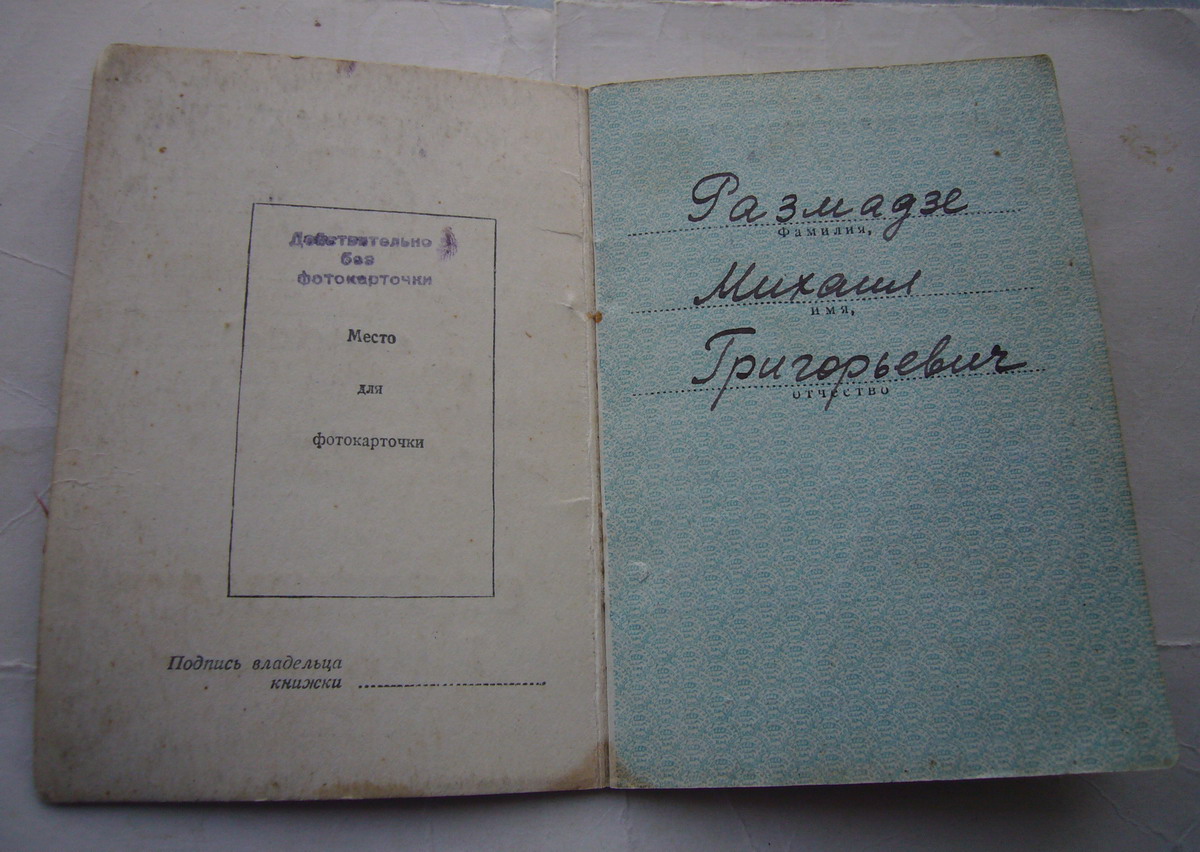 Действительно
без
фотокарточки
Место
для
фотокарточки
Подпись владельца
книжки
Размадзе
фамилия,
Михаил
имя,
Григорьевич
отчество